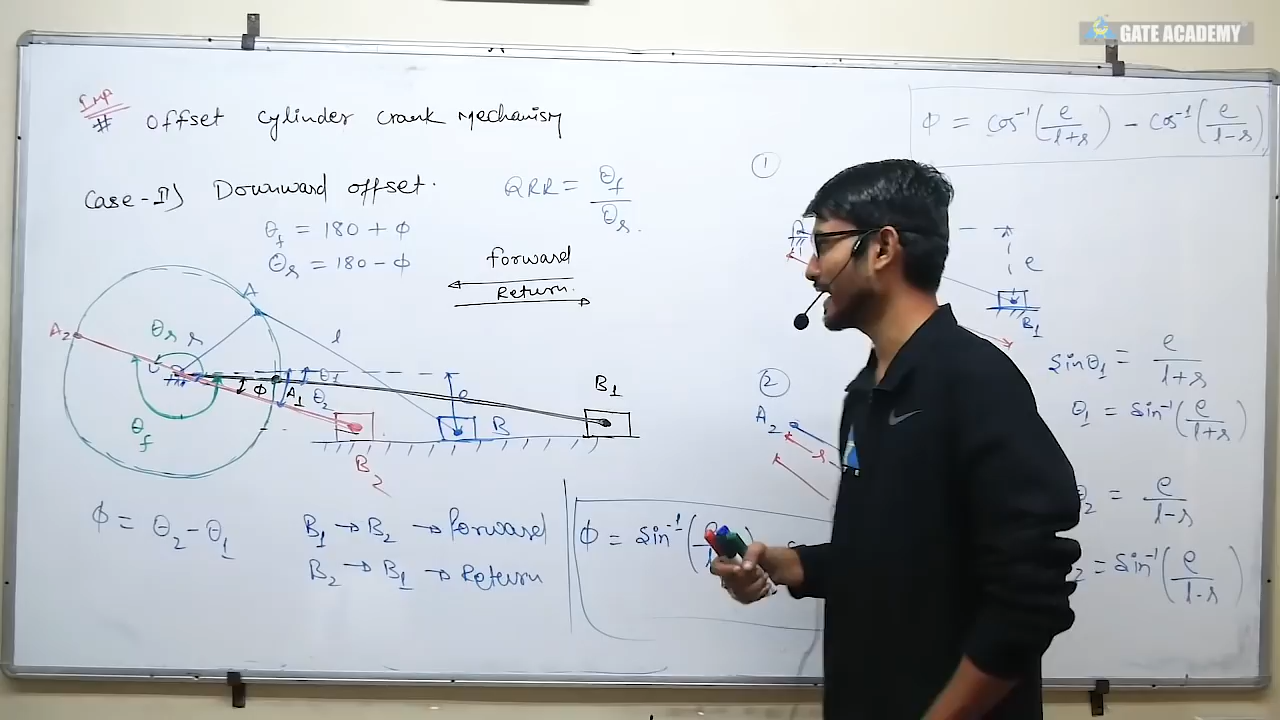 GATE ACADEMY
IMP
# Offset cylinder crank Mechanism
Case-II) Downward offset.
QRR = θf/θr.
θf = 180 + φ
θr = 180 - φ
forward
Return
A
A2
θr r
l
φ A1 θ1
θ2
e
θf
B1
B
B2
φ = θ2 - θ1
B1 → B2 → forward
B2 → B1 → Return
φ = sin⁻¹(
φ = cos⁻¹(e/l+r) - cos⁻¹(e/l-r)
1
e
B1
sinθ1 = e/l+r
θ1 = sin⁻¹(e/l+r)
2
A2
r
= e/l-r
= sin⁻¹(e/l-r)